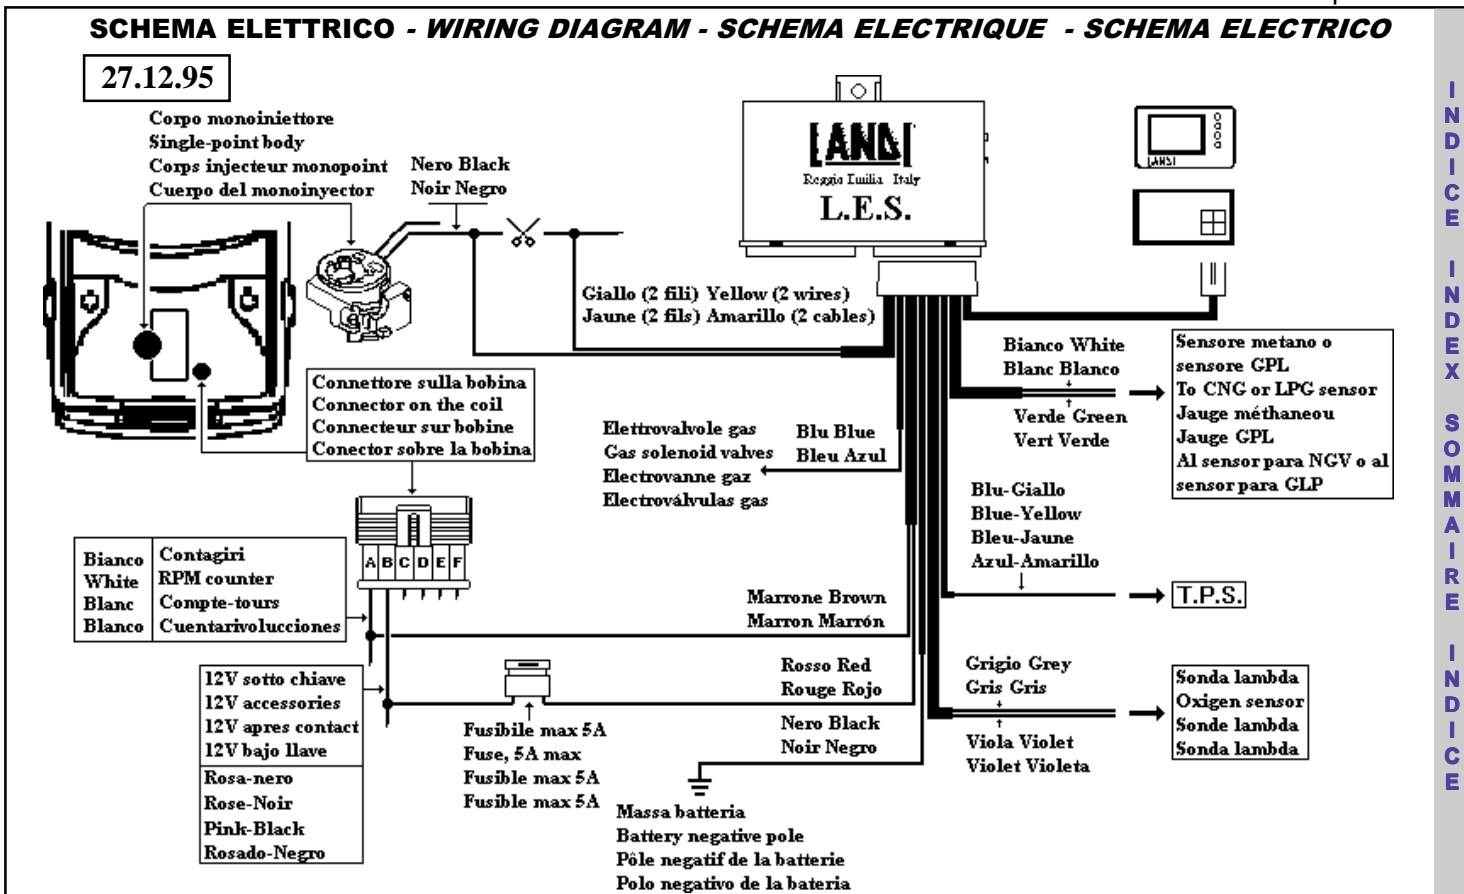 SCHEMA ELETTRICO - WIRING DIAGRAM - SCHEMA ELECTRIQUE - SCHEMA ELECTRICO
27.12.95
Corpo monoiniettore
Single-point body
Corps injecteur monopoint
Cuerpo del monoinyector
Nero Black
Noir Negro
LANDI
Reggio Emilia Italy
L.E.S.
LANDI
Giallo (2 fili) Yellow (2 wires)
Jaune (2 fils) Amarillo (2 cables)
Connettore sulla bobina
Connector on the coil
Connecteur sur bobine
Conector sobre la bobina
Bianco White
Blanc Blanco
Verde Green
Vert Verde
Sensore metano o
sensore GPL
To CNG or LPG sensor
Jauge méthaneou
Jauge GPL
Al sensor para NGV o al
sensor para GLP
Elettrovalvole gas
Gas solenoid valves
Electrovanne gaz
Electroválvulas gas
Blu Blue
Bleu Azul
Blu-Giallo
Blue-Yellow
Bleu-Jaune
Azul-Amarillo
T.P.S.
A B C D E F
Bianco
White
Blanc
Blanco
Contagiri
RPM counter
Compte-tours
Cuentarivolucciones
Marrone Brown
Marron Marrón
12V sotto chiave
12V accessories
12V apres contact
12V bajo llave
Rosa-nero
Rose-Noir
Pink-Black
Rosado-Negro
Fusibile max 5A
Fuse, 5A max
Fusible max 5A
Fusible max 5A
Rosso Red
Rouge Rojo
Nero Black
Noir Negro
Grigio Grey
Gris Gris
Viola Violet
Violet Violeta
Sonda lambda
Oxigen sensor
Sonde lambda
Sonda lambda
Massa batteria
Battery negative pole
Pôle negatif de la batterie
Polo negativo de la bateria
INDICE INDEX SOMMAIRE INDICE